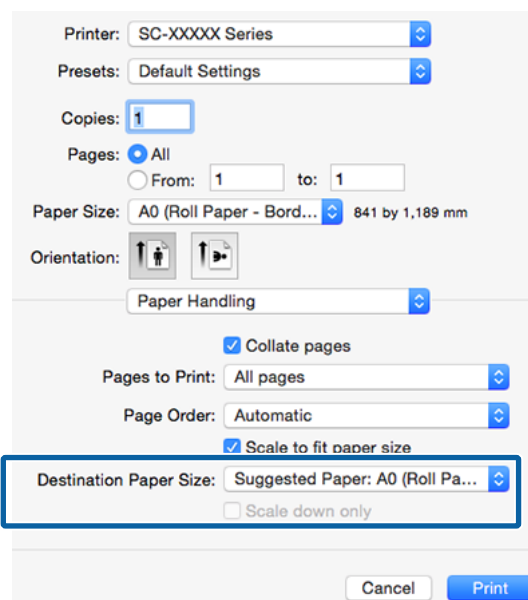 Printer: SC-XXXXX Series
Presets: Default Settings
Copies: 1
Pages: All
From: 1 to: 1
Paper Size: A0 (Roll Paper - Bord... 841 by 1,189 mm
Orientation:
Paper Handling
Collate pages
Pages to Print: All pages
Page Order: Automatic
Scale to fit paper size
Destination Paper Size: Suggested Paper: A0 (Roll Pa...
Scale down only
Cancel Print